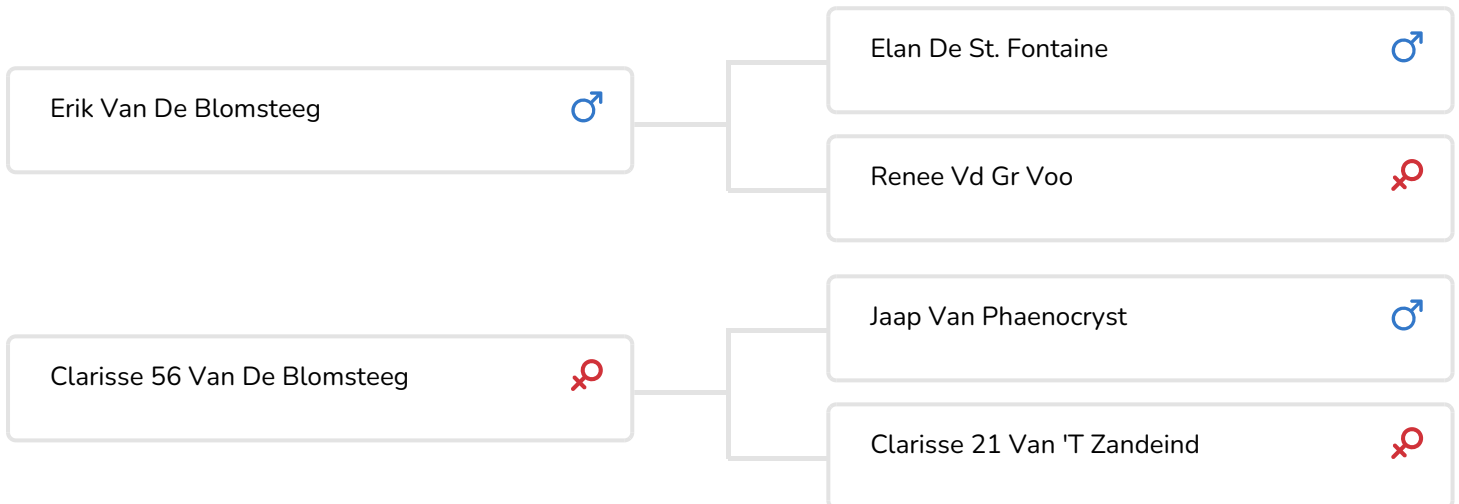 Elan De St. Fontaine
Erik Van De Blomsteeg
Renee Vd Gr Voo
Jaap Van Phaenocryst
Clarisse 56 Van De Blomsteeg
Clarisse 21 Van 'T Zandeind